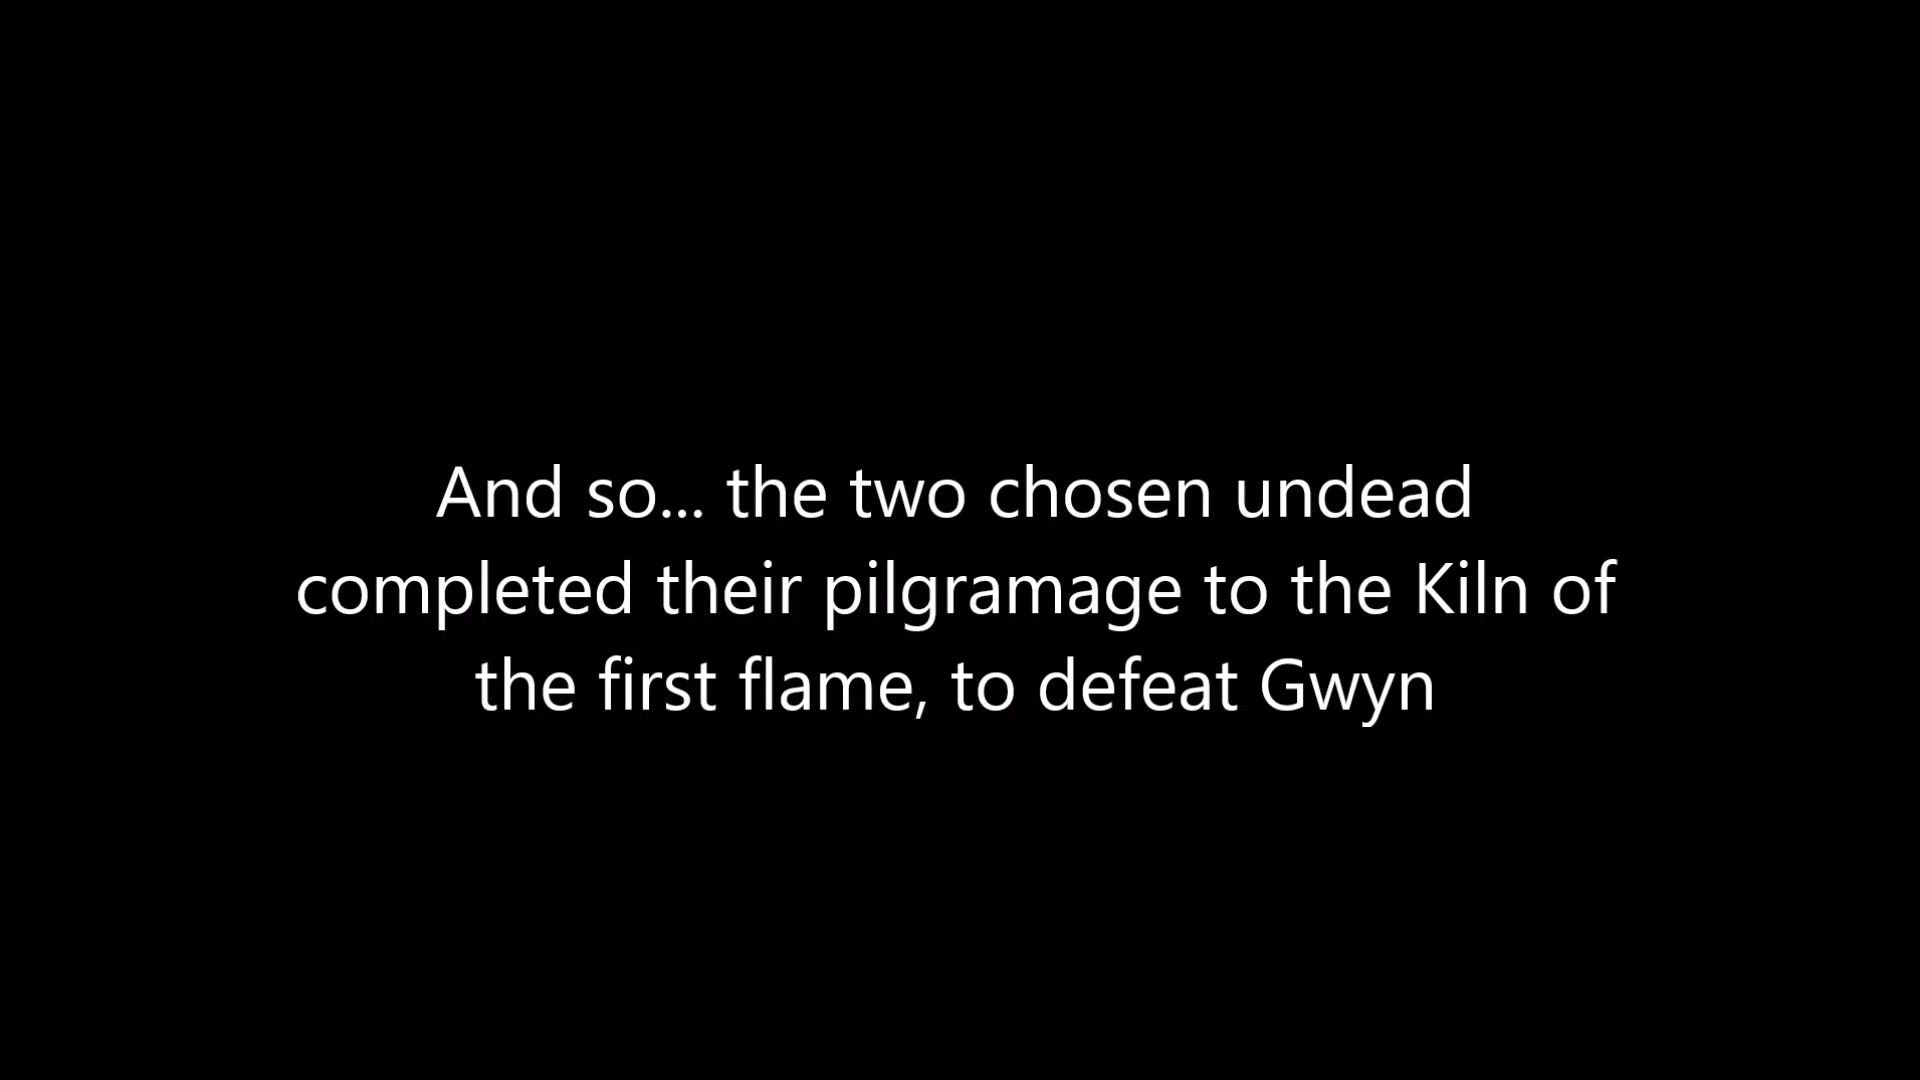 And so... the two chosen undead
completed their pilgramage to the Kiln of
the first flame, to defeat Gwyn